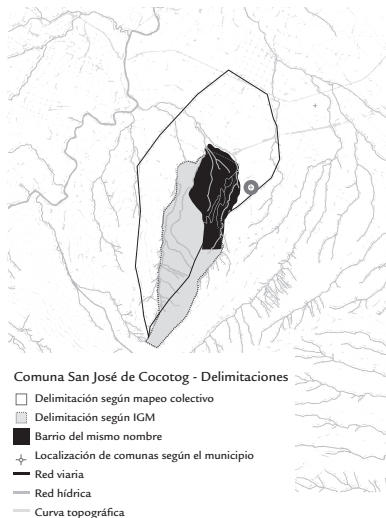 Comuna San José de Cocotog - Delimitaciones
Delimitación según mapeo colectivo
Delimitación según IGM
Barrio del mismo nombre
Localización de comunas según el municipio
Red viaria
Red hídrica
Curva topográfica